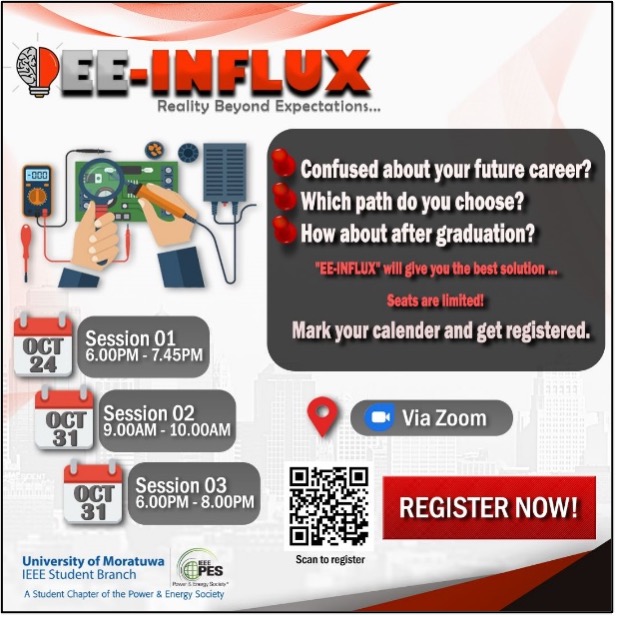 EE-INFLUX
Reality Beyond Expectations...
-000
Confused about your future career?
Which path do you choose?
How about after graduation?
"EE-INFLUX" will give you the best solution ...
Seats are limited!
Mark your calender and get registered.
OCT
24
Session 01
6.00PM - 7.45PM
OCT
31
Session 02
9.00AM - 10.00AM
OCT
31
Session 03
6.00PM - 8.00PM
Via Zoom
REGISTER NOW!
Scan to register
University of Moratuwa
IEEE Student Branch
A Student Chapter of the Power & Energy Society
IEEE
PES
Power & Energy Society®